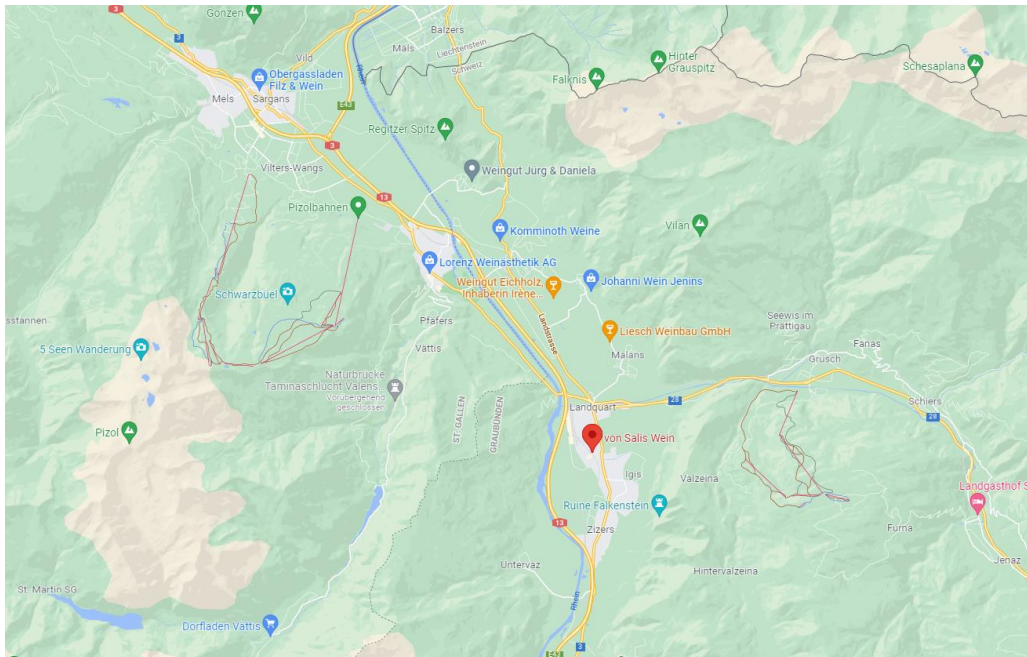 Gonzen
3
3
Vild
Balzers
Mals
Liechtenstein
Schweiz
Rhein
Obergassladen
Filz & Wein
Mels
Sargans
E43
Falknis
Hinter
Grauspitz
Schesaplana
Regitzer Spitz
3
Vilters-Wangs
Weingut Jürg & Daniela
13
Pizolbahnen
Komminoth Weine
Vilan
Lorenz Weinästhetik AG
Weingut Eichholz,
Inhaberin Irene...
Johanni Wein Jenins
Schwarzbüel
Landstrasse
Liesch Weinbau GmbH
Seewis im
Prättigau
ssfannen
Pfäfers
Vättis
5 Seen Wanderung
Malans
Fanas
Grüsch
Naturbrücke
Taminaschlucht Valens...
Vorübergehend
geschlossen
ST. GALLEN
GRAUBÜNDEN
Landquart
28
Schiers
28
Pizol
von Salis Wein
Igis
Valzeina
Landgasthof S
Ruine Falkenstein
13
Zizers
Furna
Untervaz
Hintervalzeina
Jenaz
St. Martin SG
Rhein
Dorfladen Vättis
3
E43